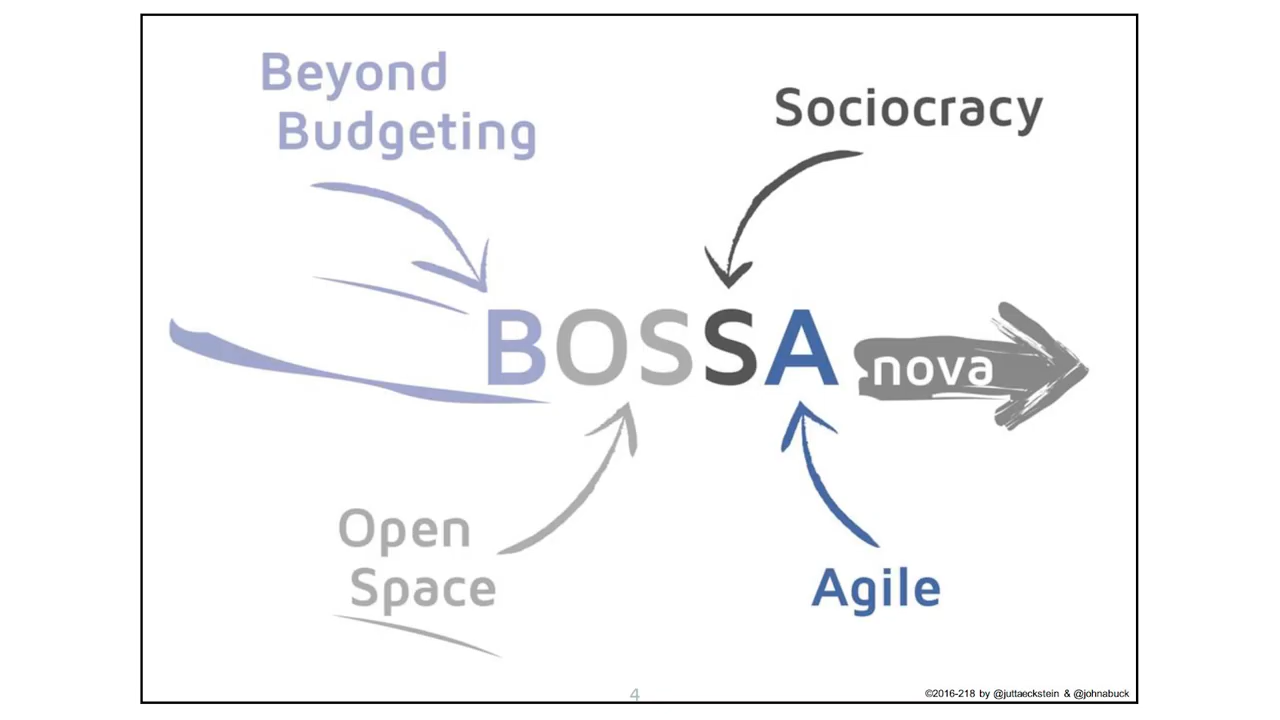 Beyond
Budgeting
Sociocracy
BOSSA nova
Open
Space
Agile
4
©2016-218 by @juttaeckstein & @johnabuck